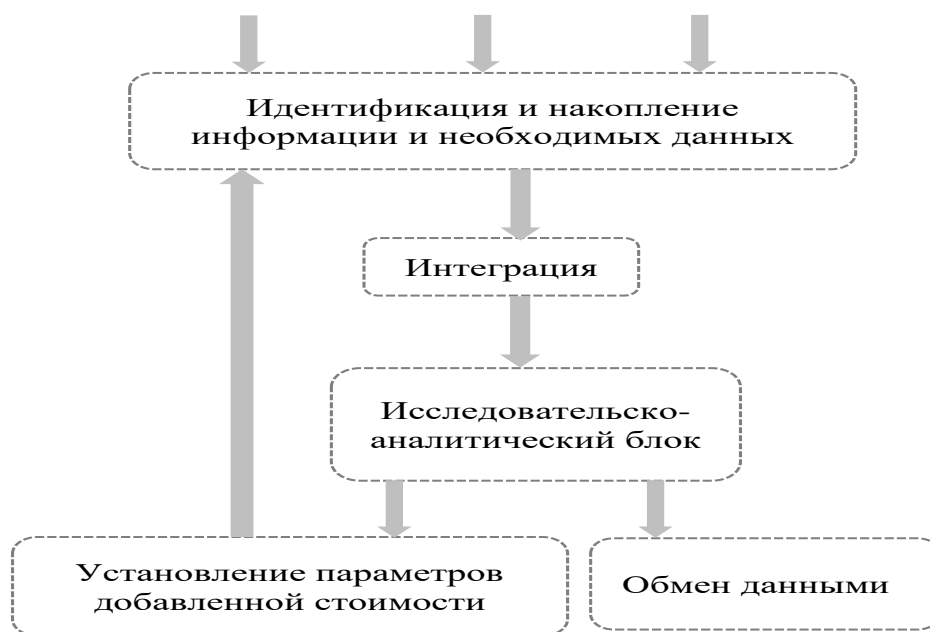 Идентификация и накопление
информации и необходимых данных
Интеграция
Исследовательско-
аналитический блок
Установление параметров
добавленной стоимости
Обмен данными